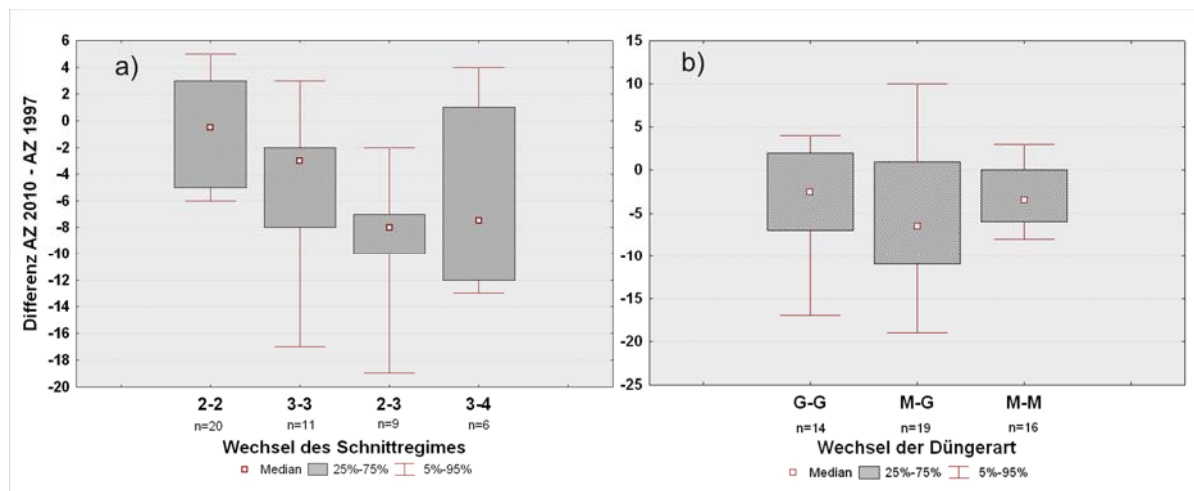 a)
Differenz AZ 2010 - AZ 1997
6
4
2
0
-2
-4
-6
-8
-10
-12
-14
-16
-18
-20
2-2 3-3 2-3 3-4
n=20 n=11 n=9 n=6
Wechsel des Schnittregimes
Median 25%-75% 5%-95%
b)
15
10
5
0
-5
-10
-15
-20
-25
G-G M-G M-M
n=14 n=19 n=16
Wechsel der Düngerart
Median 25%-75% 5%-95%